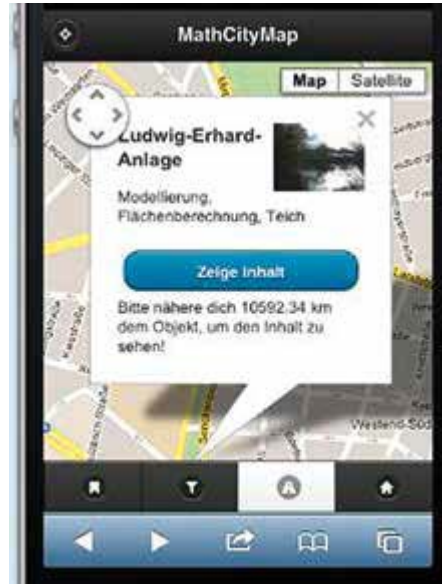 MathCityMap
Map Satellite
Ludwig-Erhard-
Anlage
Modellierung,
Flächenberechnung, Teich
Zeige Inhalt
Bitte nähere dich 10592.34 km
dem Objekt, um den Inhalt zu
sehen!
Westend-Süd